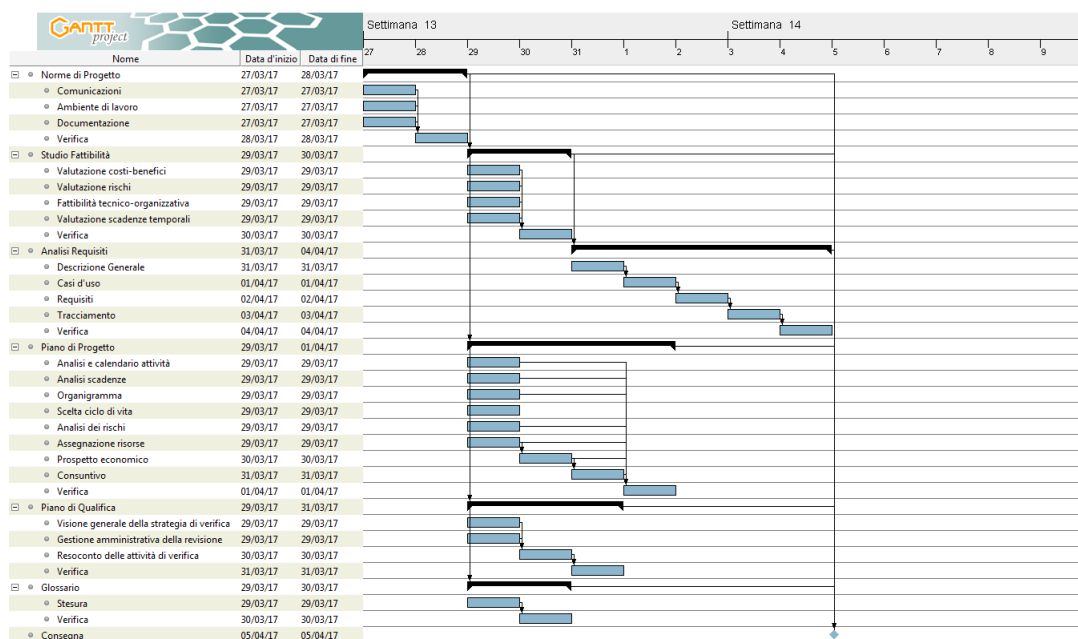 GANTT project
Settimana 13 Settimana 14
27 28 29 30 31 1 2 3 4 5 6 7 8 9
Nome Data d'inizio Data di fine
Norme di Progetto 27/03/17 28/03/17
Comunicazioni 27/03/17 27/03/17
Ambiente di lavoro 27/03/17 27/03/17
Documentazione 27/03/17 27/03/17
Verifica 28/03/17 28/03/17
Studio Fattibilità 29/03/17 30/03/17
Valutazione costi-benefici 29/03/17 29/03/17
Valutazione rischi 29/03/17 29/03/17
Fattibilità tecnico-organizzativa 29/03/17 29/03/17
Valutazione scadenze temporali 29/03/17 29/03/17
Verifica 30/03/17 30/03/17
Analisi Requisiti 31/03/17 04/04/17
Descrizione Generale 31/03/17 31/03/17
Casi d'uso 01/04/17 01/04/17
Requisiti 02/04/17 02/04/17
Tracciamento 03/04/17 03/04/17
Verifica 04/04/17 04/04/17
Piano di Progetto 29/03/17 01/04/17
Analisi e calendario attività 29/03/17 29/03/17
Analisi scadenze 29/03/17 29/03/17
Organigramma 29/03/17 29/03/17
Scelta ciclo di vita 29/03/17 29/03/17
Analisi dei rischi 29/03/17 29/03/17
Assegnazione risorse 29/03/17 29/03/17
Prospetto economico 30/03/17 30/03/17
Consuntivo 31/03/17 31/03/17
Verifica 01/04/17 01/04/17
Piano di Qualifica 29/03/17 31/03/17
Visione generale della strategia di verifica 29/03/17 29/03/17
Gestione amministrativa della revisione 29/03/17 29/03/17
Resoconto delle attività di verifica 30/03/17 30/03/17
Verifica 31/03/17 31/03/17
Glossario 29/03/17 30/03/17
Stesura 29/03/17 29/03/17
Verifica 30/03/17 30/03/17
Consegna 05/04/17 05/04/17